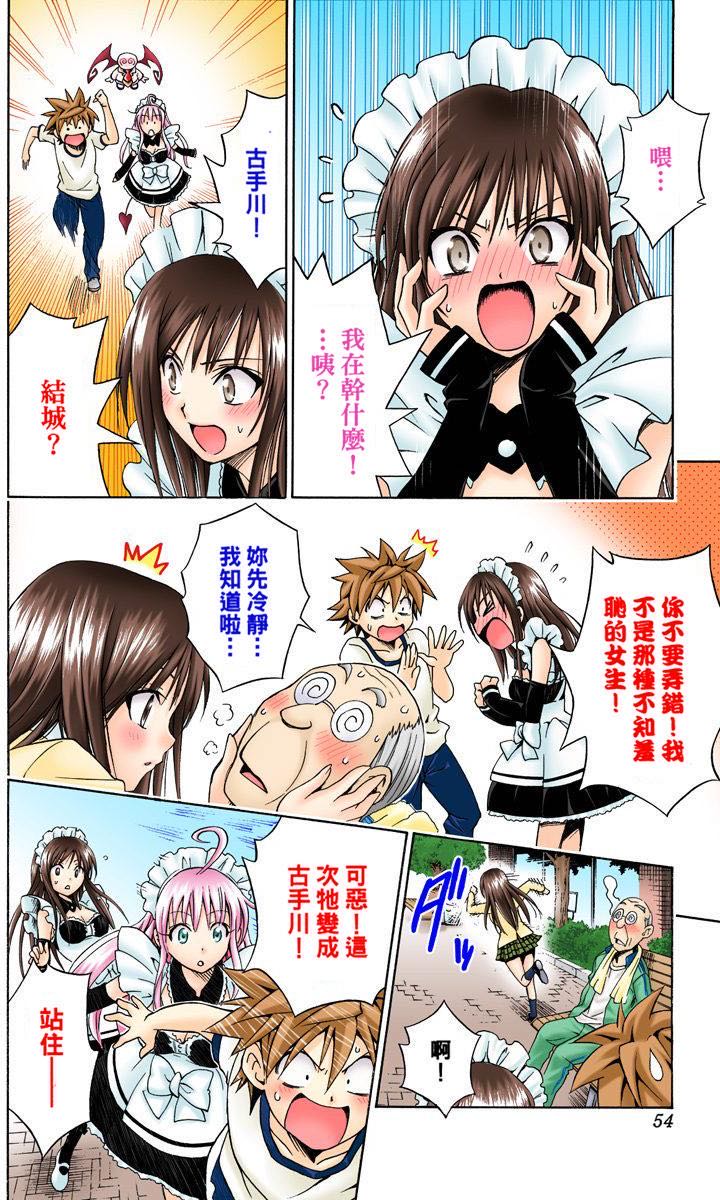 喂…
我在幹什麼！
…咦？
古手川！
結城？
你不要弄錯！我
不是那種不知羞
恥的女生！
妳先冷靜…
我知道啦…
啊！
ダッ
可惡！這
次牠變成
古手川！
站住——
54